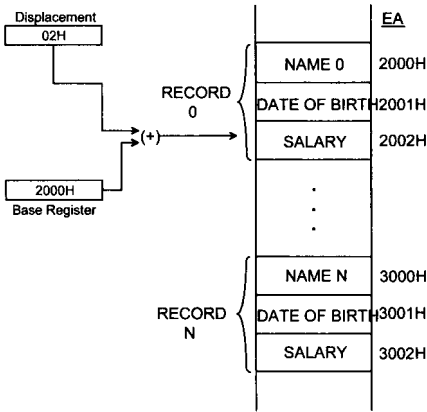 Displacement
02H
EA
NAME 0
2000H
RECORD
0
DATE OF BIRTH
2001H
(+)
SALARY
2002H
2000H
Base Register
NAME N
3000H
RECORD
N
DATE OF BIRTH
3001H
SALARY
3002H